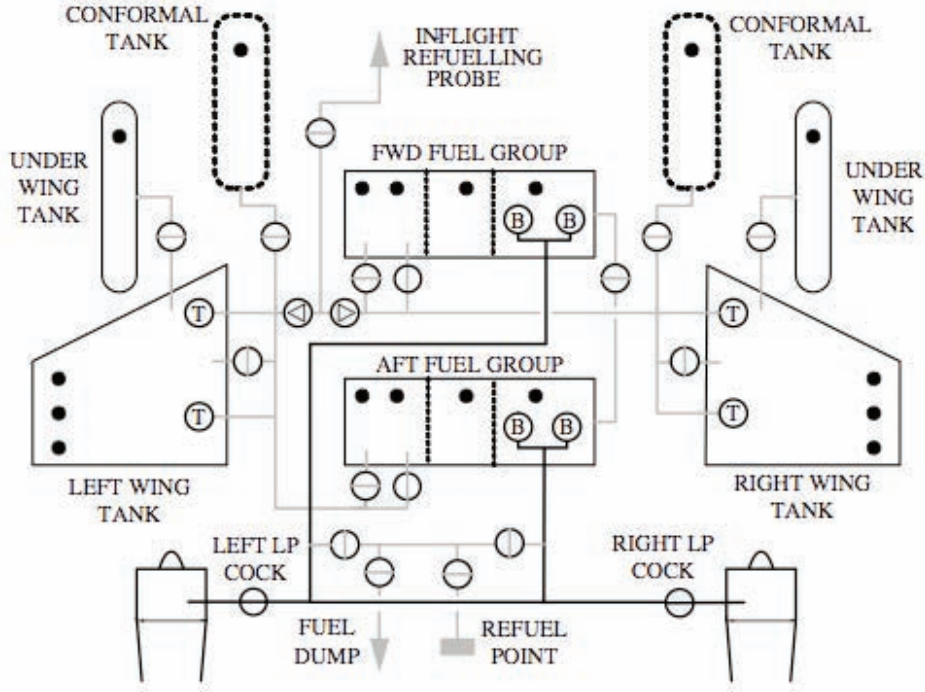 CONFORMAL
TANK
INFLIGHT
REFUELLING
PROBE
CONFORMAL
TANK
UNDER
WING
TANK
FWD FUEL GROUP
UNDER
WING
TANK
B B
T
T
AFT FUEL GROUP
B B
T
T
LEFT WING
TANK
RIGHT WING
TANK
LEFT LP
COCK
RIGHT LP
COCK
FUEL
DUMP
REFUEL
POINT